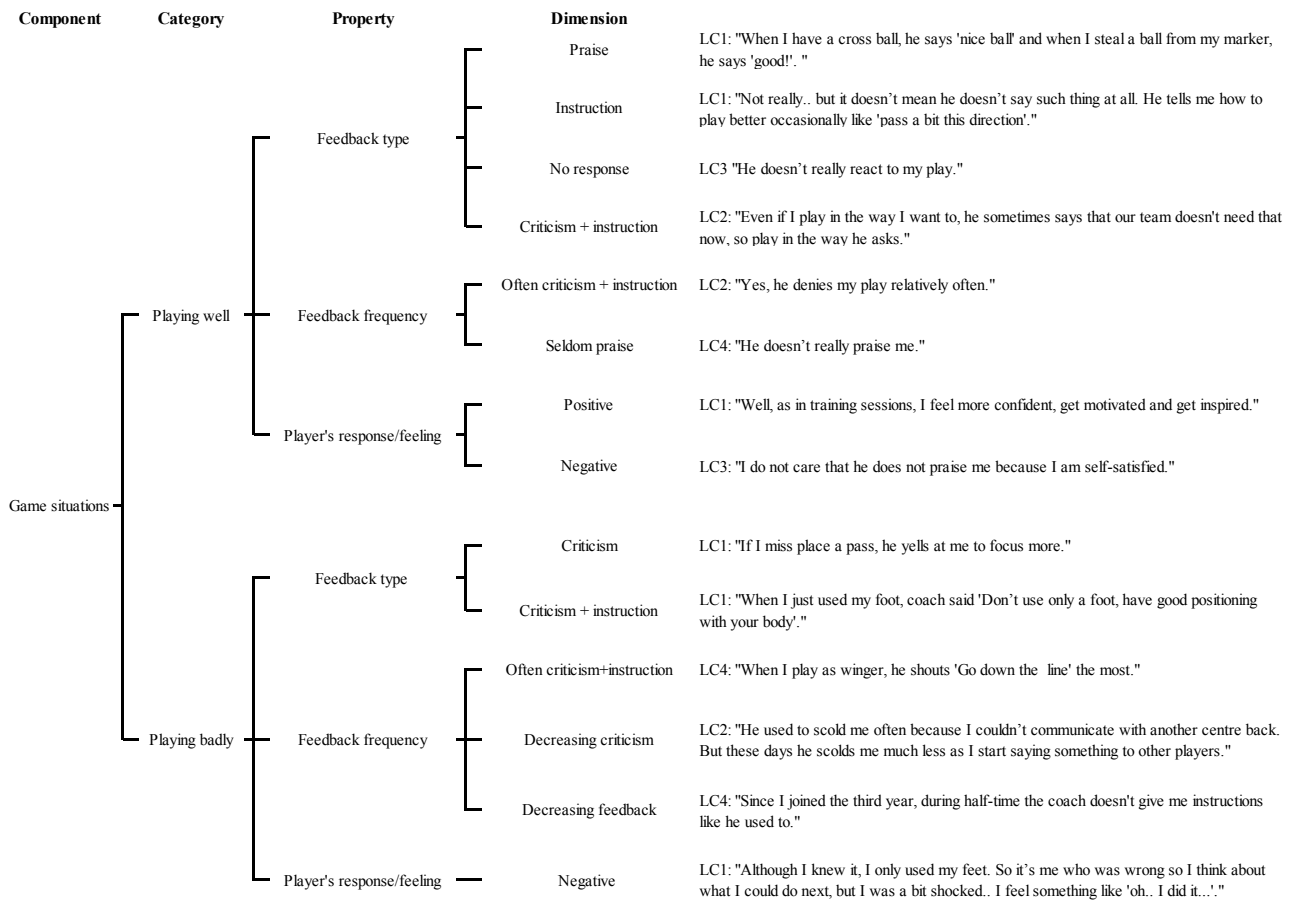 Component Category Property Dimension
Praise LC1: "When I have a cross ball, he says 'nice ball' and when I steal a ball from my marker,
he says 'good!'. "
Instruction LC1: "Not really.. but it doesn't mean he doesn't say such thing at all. He tells me how to
play better occasionally like 'pass a bit this direction'."
Feedback type
No response LC3 "He doesn't really react to my play."
Criticism + instruction LC2: "Even if I play in the way I want to, he sometimes says that our team doesn't need that
now, so play in the way he asks."
Often criticism + instruction LC2: "Yes, he denies my play relatively often."
Playing well Feedback frequency
Seldom praise LC4: "He doesn't really praise me."
Positive LC1: "Well, as in training sessions, I feel more confident, get motivated and get inspired."
Player's response/feeling
Negative LC3: "I do not care that he does not praise me because I am self-satisfied."
Game situations
Criticism LC1: "If I miss place a pass, he yells at me to focus more."
Feedback type
Criticism + instruction LC1: "When I just used my foot, coach said 'Don't use only a foot, have good positioning
with your body'."
Often criticism+instruction LC4: "When I play as winger, he shouts 'Go down the  line' the most."
Playing badly Feedback frequency Decreasing criticism LC2: "He used to scold me often because I couldn't communicate with another centre back.
But these days he scolds me much less as I start saying something to other players."
Decreasing feedback LC4: "Since I joined the third year, during half-time the coach doesn't give me instructions
like he used to."
Player's response/feeling Negative LC1: "Although I knew it, I only used my feet. So it's me who was wrong so I think about
what I could do next, but I was a bit shocked.. I feel something like 'oh.. I did it...'."